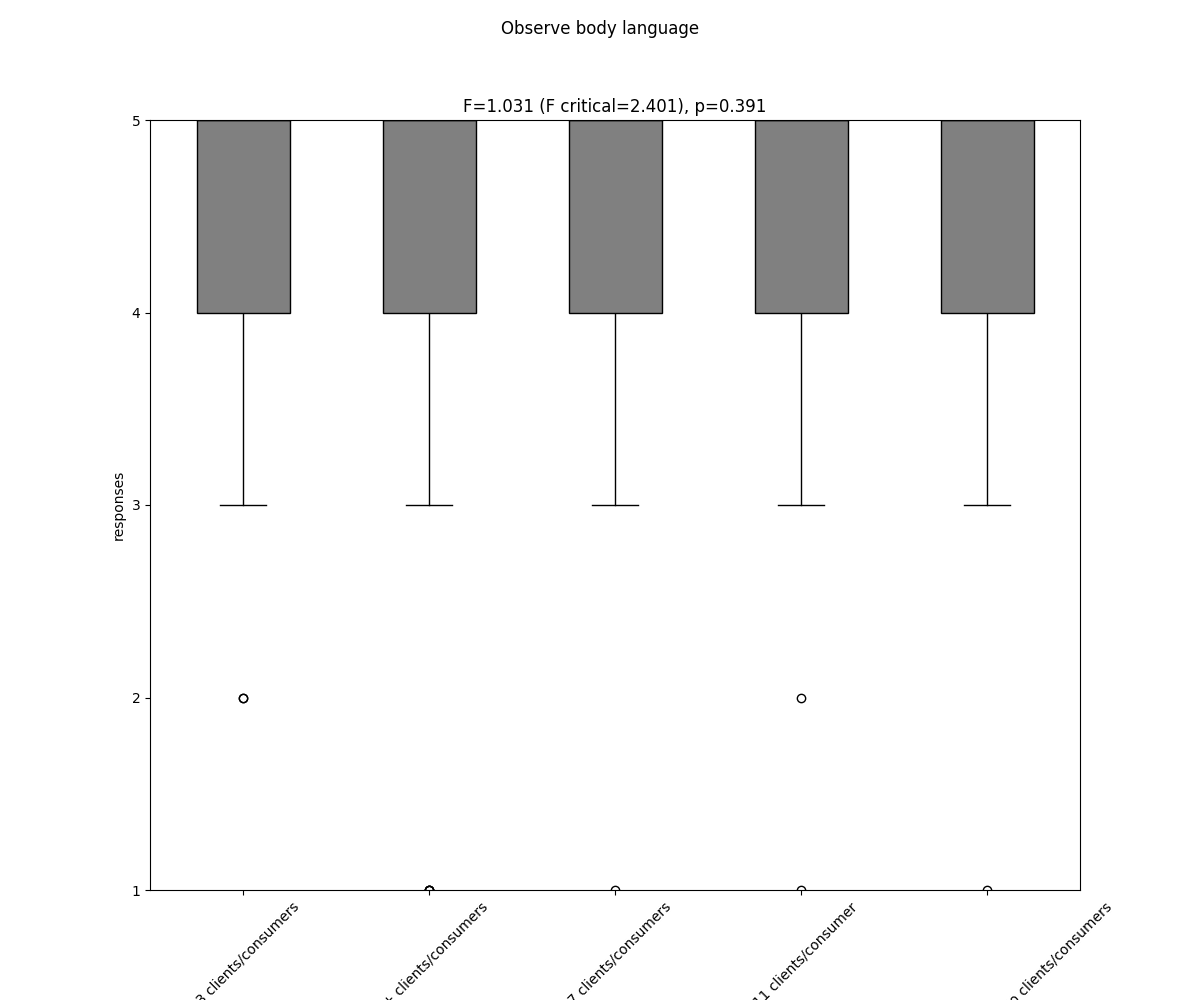 Observe body language
F=1.031 (F critical=2.401), p=0.391
5
4
3
2
1
responses
3 clients/consumers
clients/consumers
7 clients/consumers
11 clients/consumer
clients/consumers